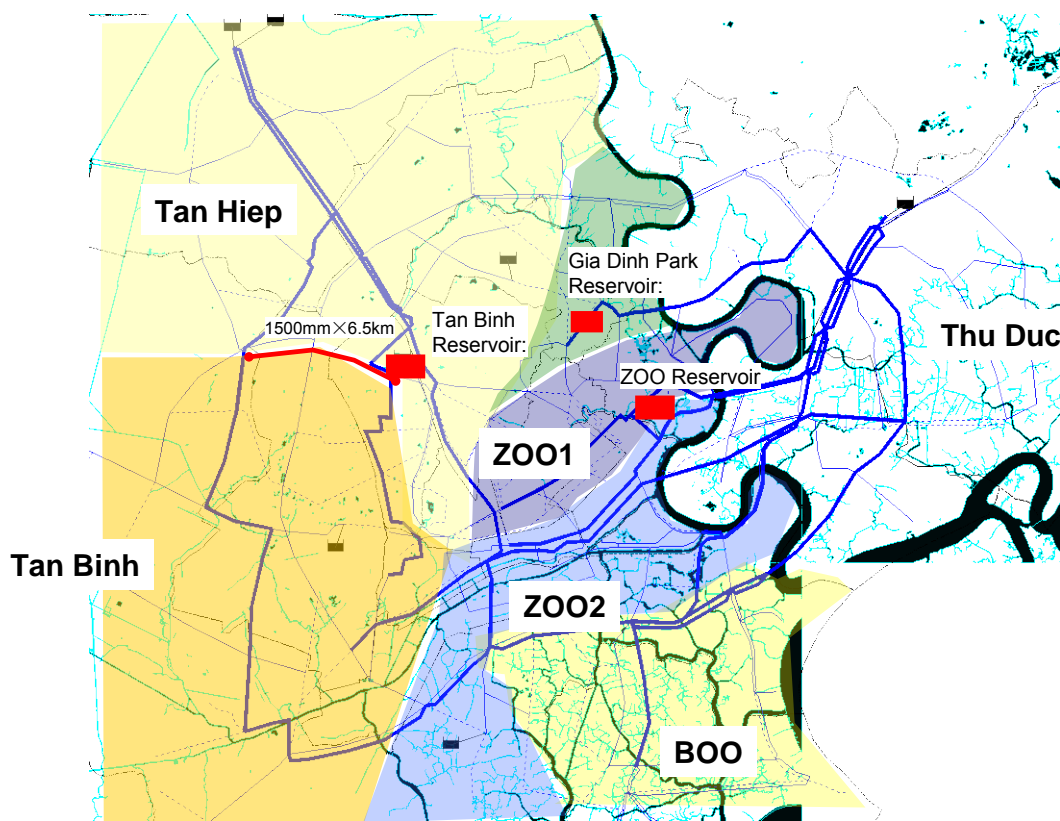 Tan Hiep
Gia Dinh Park
Reservoir:
1500mm×6.5km
Tan Binh
Reservoir:
Thu Duc
ZOO Reservoir
ZOO1
Tan Binh
ZOO2
BOO